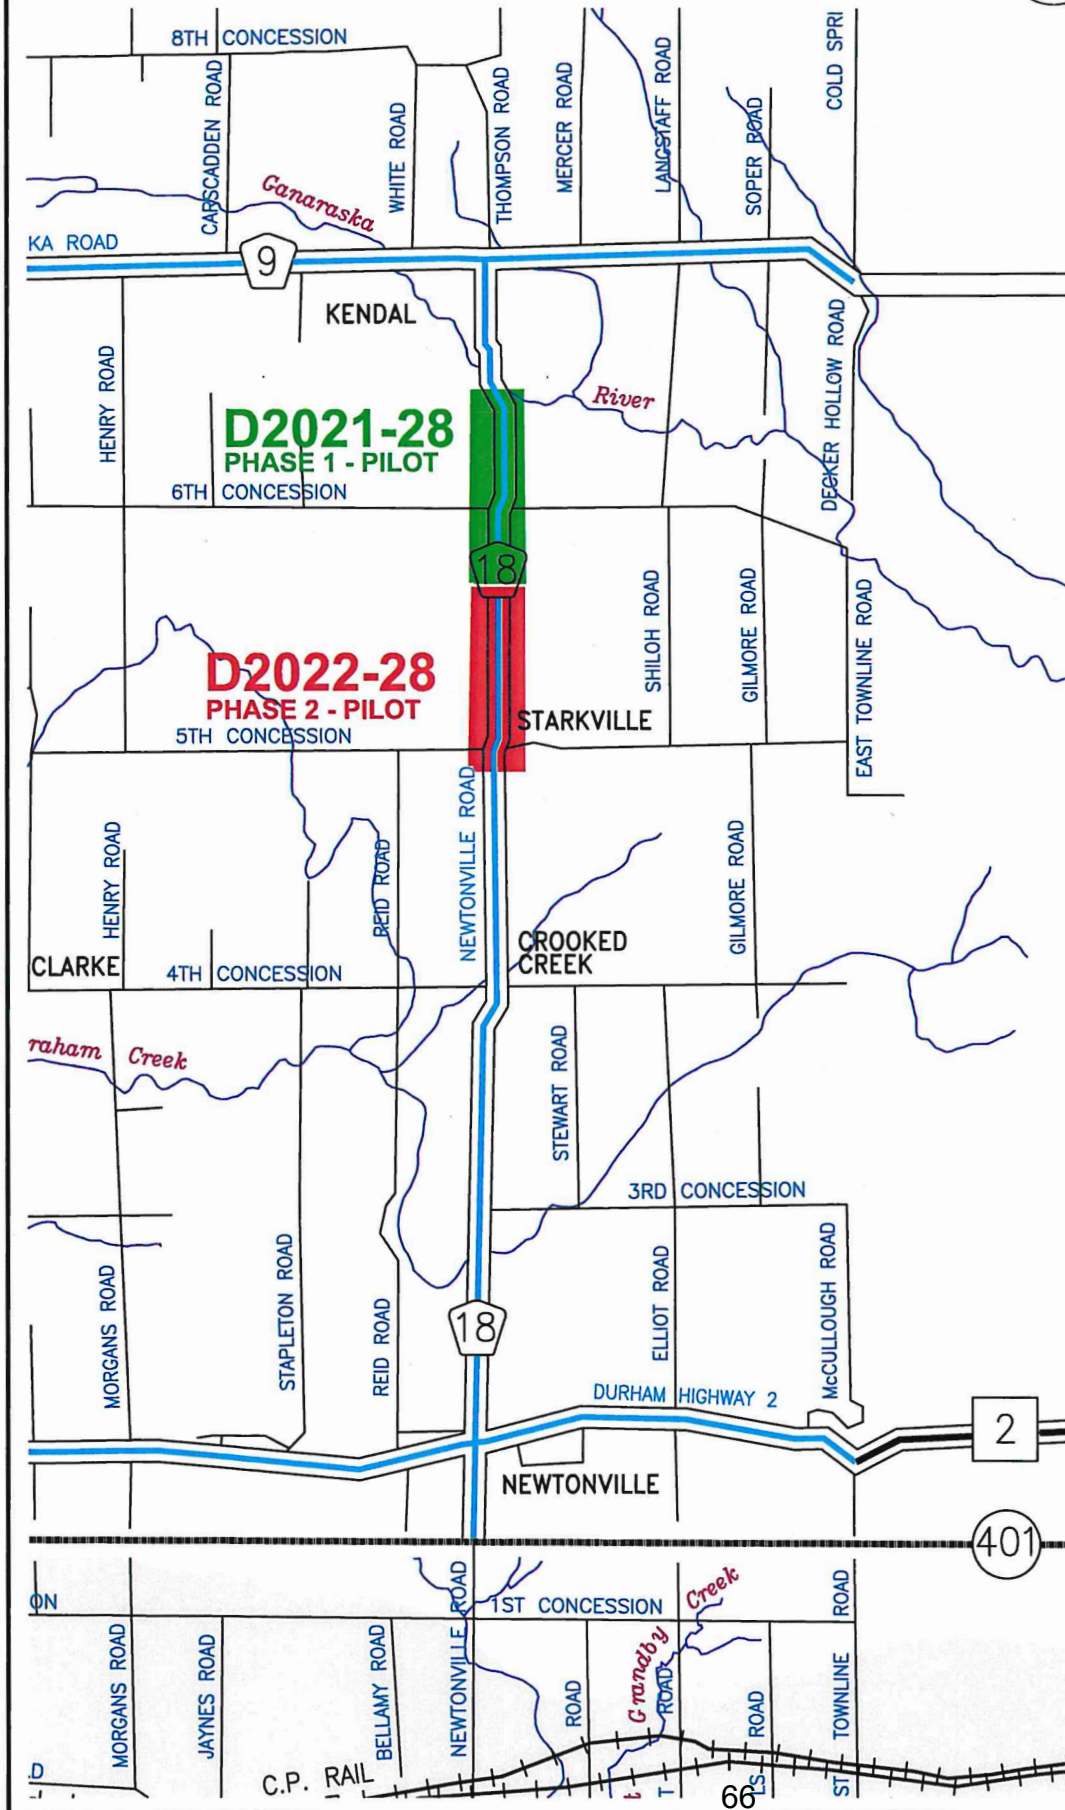 8TH CONCESSION
CARSCADDEN ROAD
WHITE ROAD
THOMPSON ROAD
MERCER ROAD
LANGSTAFF ROAD
SOPER ROAD
COLD SPRI
Ganaraska
KA ROAD
9
KENDAL
HENRY ROAD
River
DECKER HOLLOW ROAD
D2021-28
PHASE 1 - PILOT
6TH CONCESSION
18
SHILOH ROAD
GILMORE ROAD
EAST TOWNLINE ROAD
D2022-28
PHASE 2 - PILOT
STARKVILLE
5TH CONCESSION
NEWTONVILLE ROAD
HENRY ROAD
REID ROAD
GILMORE ROAD
CROOKED
CREEK
CLARKE
4TH CONCESSION
raham Creek
STEWART ROAD
3RD CONCESSION
MORGANS ROAD
STAPLETON ROAD
REID ROAD
18
ELLIOT ROAD
McCULLOUGH ROAD
DURHAM HIGHWAY 2
2
NEWTONVILLE
401
ON
1ST CONCESSION
Grandby Creek
MORGANS ROAD
JAYNES ROAD
BELLAMY ROAD
NEWTONVILLE ROAD
ROAD
ROAD
ROAD
TOWNLINE ROAD
C.P. RAIL
T
LS
ST
66